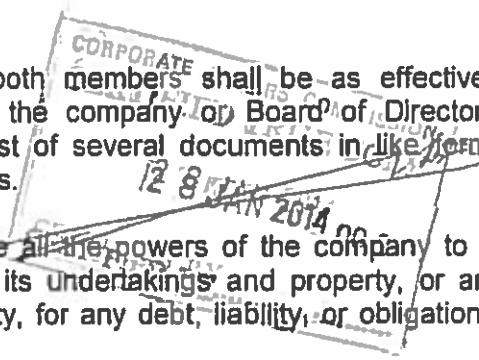 CORPORATE
both members shall be as effective
the company or Board of Director
st of several documents in like form
s.
28 JAN 2014
e all the powers of the company to
its undertakings and property, or an
ty, for any debt, liability, or obligation